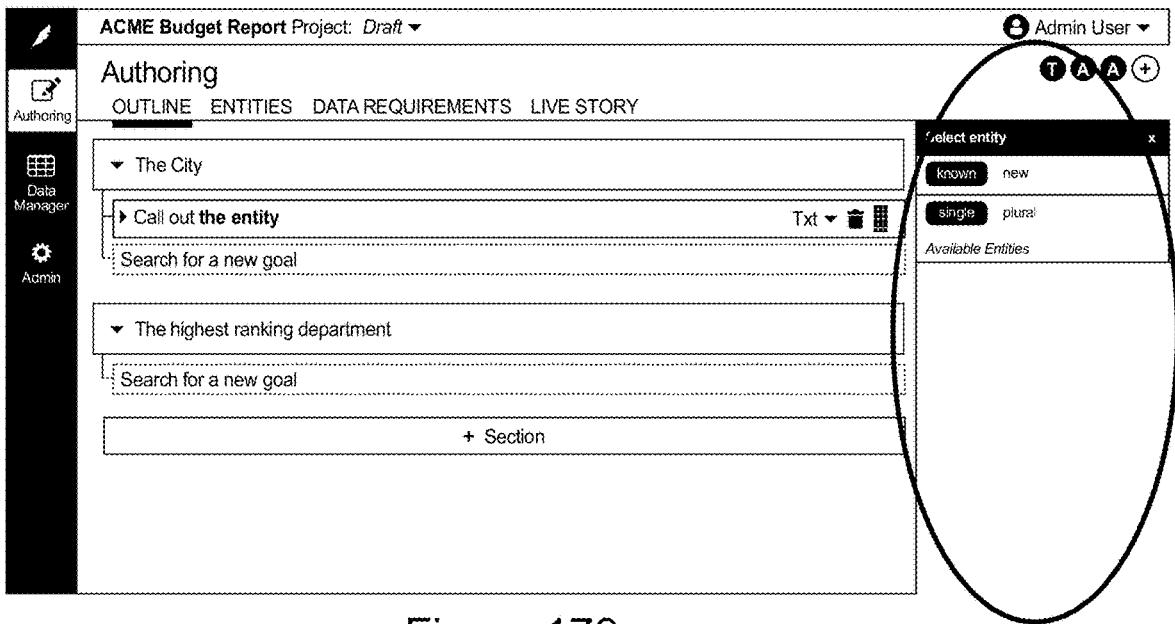 ACME Budget Report Project: Draft
Admin User
Authoring
T A A +
Authoring
OUTLINE ENTITIES DATA REQUIREMENTS LIVE STORY
Select entity x
The City
known new
Data
Manager
Call out the entity Txt
single plural
Search for a new goal
Available Entities
Admin
The highest ranking department
Search for a new goal
+ Section